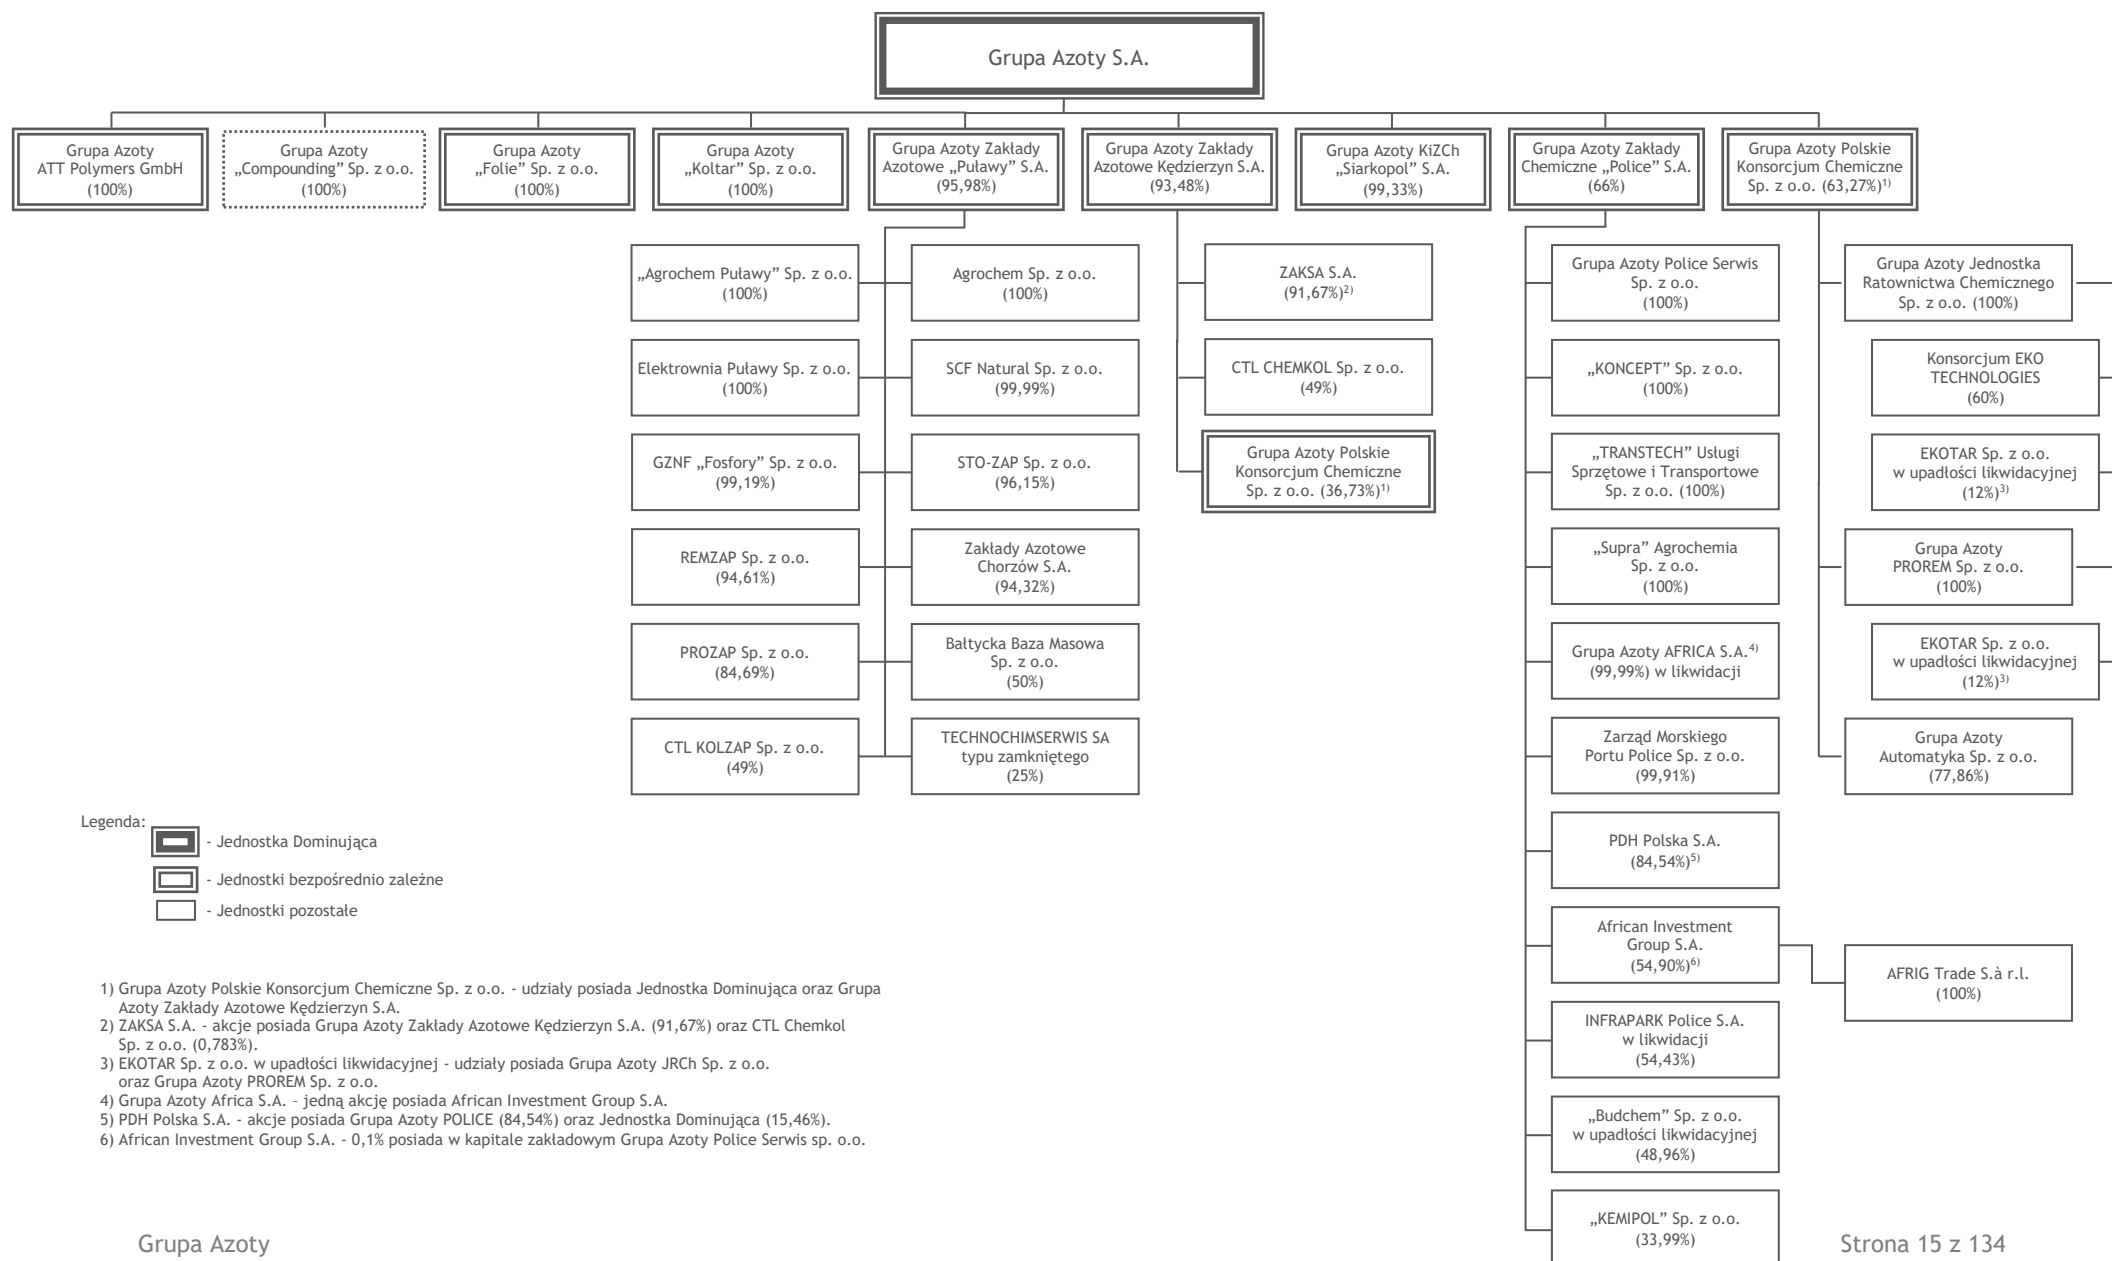 Grupa Azoty S.A.
Grupa Azoty
ATT Polymers GmbH
(100%)
Grupa Azoty
„Compounding” Sp. z o.o.
(100%)
Grupa Azoty
„Folie” Sp. z o.o.
(100%)
Grupa Azoty
„Koltar” Sp. z o.o.
(100%)
Grupa Azoty Zakłady
Azotowe „Puławy” S.A.
(95,98%)
Grupa Azoty Zakłady
Azotowe Kędzierzyn S.A.
(93,48%)
Grupa Azoty KiZCh
„Siarkopol” S.A.
(99,33%)
Grupa Azoty Zakłady
Chemiczne „Police” S.A.
(66%)
Grupa Azoty Polskie
Konsorcjum Chemiczne
Sp. z o.o. (63,27%)1)
„Agrochem Puławy” Sp. z o.o.
(100%)
Elektrownia Puławy Sp. z o.o.
(100%)
GZNF „Fosfory” Sp. z o.o.
(99,19%)
REMZAP Sp. z o.o.
(94,61%)
PROZAP Sp. z o.o.
(84,69%)
CTL KOLZAP Sp. z o.o.
(49%)
Agrochem Sp. z o.o.
(100%)
SCF Natural Sp. z o.o.
(99,99%)
STO-ZAP Sp. z o.o.
(96,15%)
Zakłady Azotowe
Chorzów S.A.
(94,32%)
Bałtycka Baza Masowa
Sp. z o.o.
(50%)
TECHNOCHIMSERWIS SA
typu zamkniętego
(25%)
ZAKSA S.A.
(91,67%)2)
CTL CHEMKOL Sp. z o.o.
(49%)
Grupa Azoty Polskie
Konsorcjum Chemiczne
Sp. z o.o. (36,73%)1)
Grupa Azoty Police Serwis
Sp. z o.o.
(100%)
„KONCEPT” Sp. z o.o.
(100%)
„TRANSTECH” Usługi
Sprzętowe i Transportowe
Sp. z o.o. (100%)
„Supra” Agrochemia
Sp. z o.o.
(100%)
Grupa Azoty AFRICA S.A.4)
(99,99%) w likwidacji
Zarząd Morskiego
Portu Police Sp. z o.o.
(99,91%)
PDH Polska S.A.
(84,54%)5)
African Investment
Group S.A.
(54,90%)6)
INFRAPARK Police S.A.
w likwidacji
(54,43%)
„Budchem” Sp. z o.o.
w upadłości likwidacyjnej
(48,96%)
„KEMIPOL” Sp. z o.o.
(33,99%)
Grupa Azoty Jednostka
Ratownictwa Chemicznego
Sp. z o.o. (100%)
Konsorcjum EKO
TECHNOLOGIES
(60%)
EKOTAR Sp. z o.o.
w upadłości likwidacyjnej
(12%)3)
Grupa Azoty
PROREM Sp. z o.o.
(100%)
EKOTAR Sp. z o.o.
w upadłości likwidacyjnej
(12%)3)
Grupa Azoty
Automatyka Sp. z o.o.
(77,86%)
AFRIG Trade S.à r.l.
(100%)
Legenda:
- Jednostka Dominująca
- Jednostki bezpośrednio zależne
- Jednostki pozostałe
1) Grupa Azoty Polskie Konsorcjum Chemiczne Sp. z o.o. - udziały posiada Jednostka Dominująca oraz Grupa
Azoty Zakłady Azotowe Kędzierzyn S.A.
2) ZAKSA S.A. - akcje posiada Grupa Azoty Zakłady Azotowe Kędzierzyn S.A. (91,67%) oraz CTL Chemkol
Sp. z o.o. (0,783%).
3) EKOTAR Sp. z o.o. w upadłości likwidacyjnej - udziały posiada Grupa Azoty JRCh Sp. z o.o.
oraz Grupa Azoty PROREM Sp. z o.o.
4) Grupa Azoty Africa S.A. – jedną akcję posiada African Investment Group S.A.
5) PDH Polska S.A. - akcje posiada Grupa Azoty POLICE (84,54%) oraz Jednostka Dominująca (15,46%).
6) African Investment Group S.A. - 0,1% posiada w kapitale zakładowym Grupa Azoty Police Serwis sp. o.o.
Grupa Azoty
Strona 15 z 134